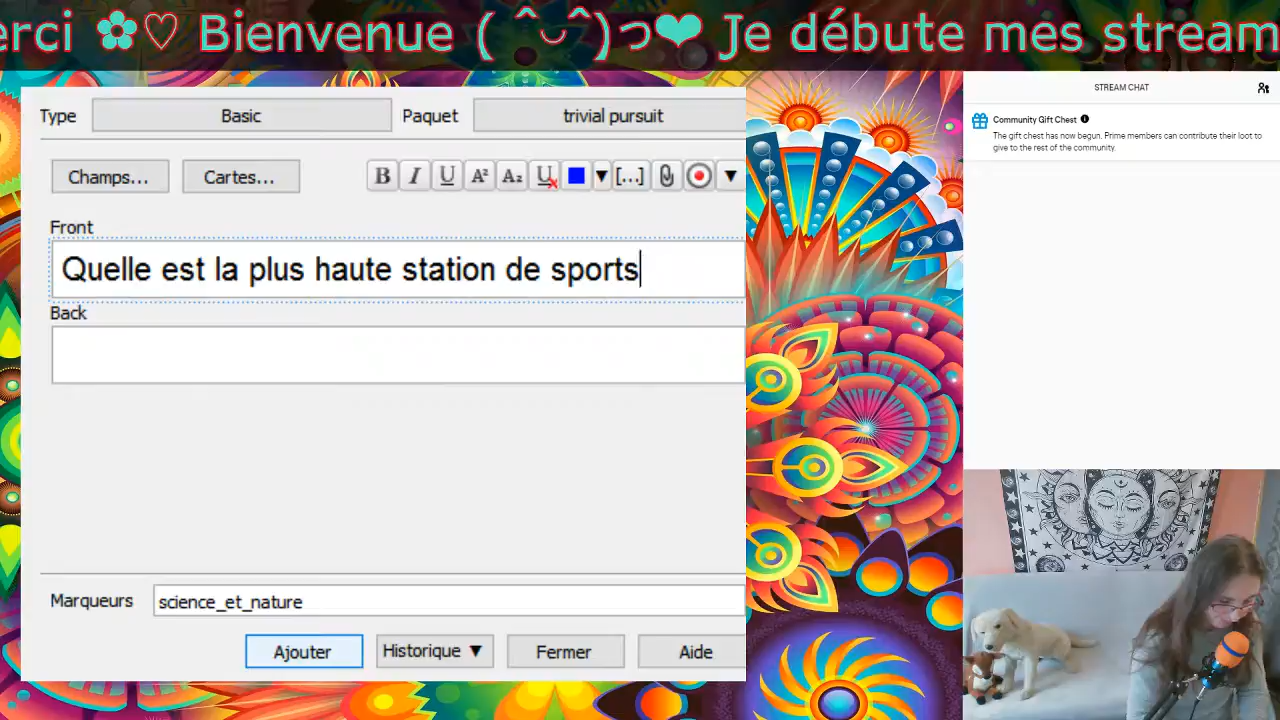 erci ✿♡ Bienvenue ( ˆ⌣ˆ)つ❤ Je débute mes stream
Type Basic Paquet trivial pursuit
Champs... Cartes... B I U A² A₂ U [...]
Front
Quelle est la plus haute station de sports
Back
Marqueurs science_et_nature
Ajouter Historique ▼ Fermer Aide
STREAM CHAT
Community Gift Chest
The gift chest has now begun. Prime members can contribute their loot to
give to the rest of the community.